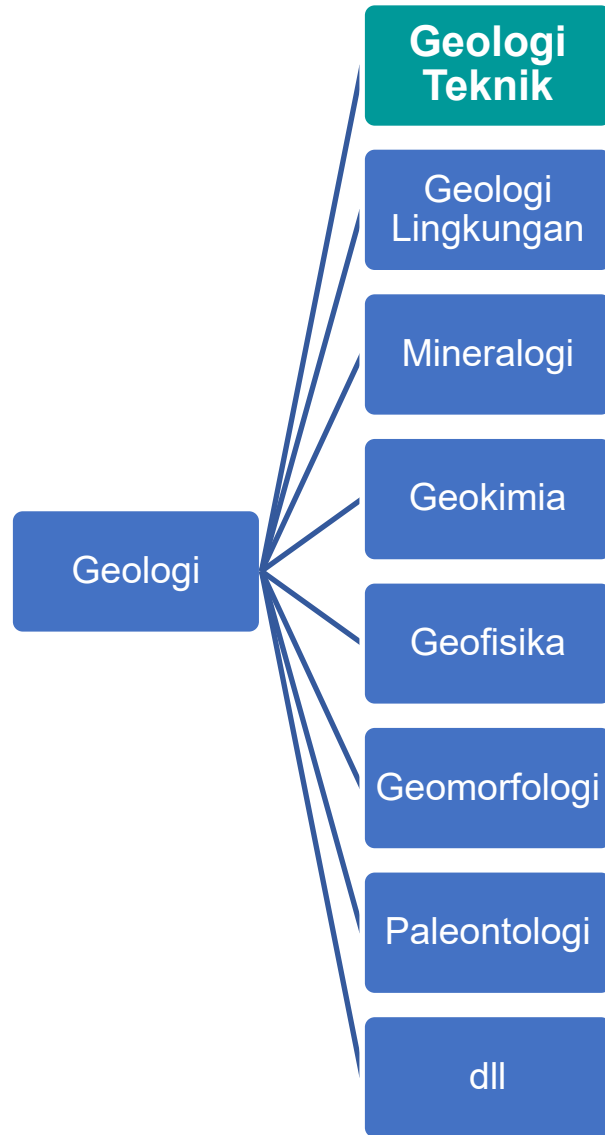 Geologi
Teknik
Geologi
Lingkungan
Mineralogi
Geokimia
Geologi
Geofisika
Geomorfologi
Paleontologi
dll